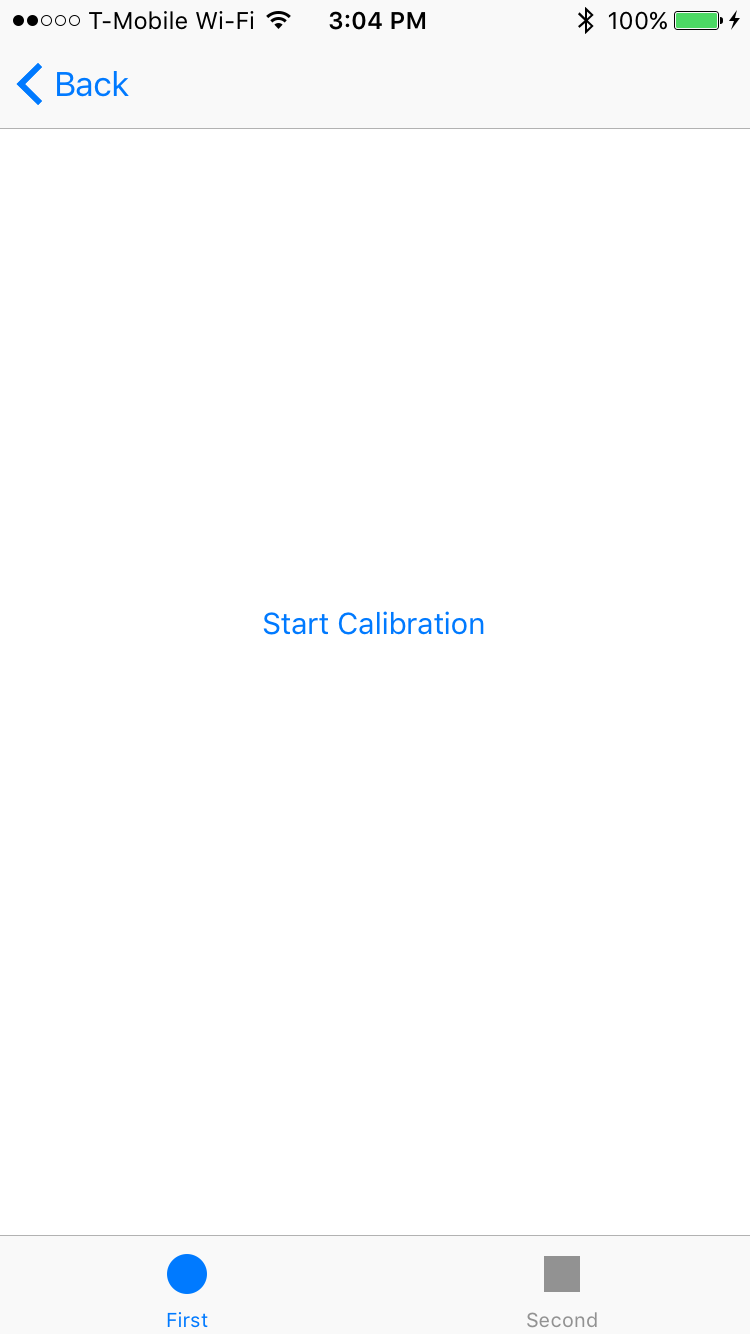 T-Mobile Wi-Fi 3:04 PM 100%
Back
Start Calibration
First Second